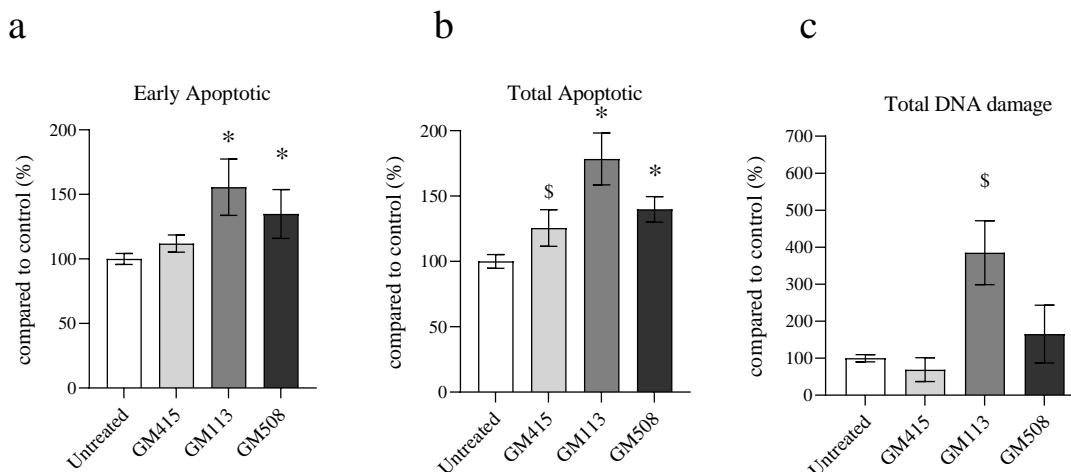 a
Early Apoptotic
compared to control (%)
200
150
100
50
0
*
*
Untreated
GM415
GM113
GM508
b
Total Apoptotic
compared to control (%)
200
150
100
50
0
$
*
*
Untreated
GM415
GM113
GM508
c
Total DNA damage
compared to control (%)
700
600
500
400
300
200
100
0
$
Untreated
GM415
GM113
GM508